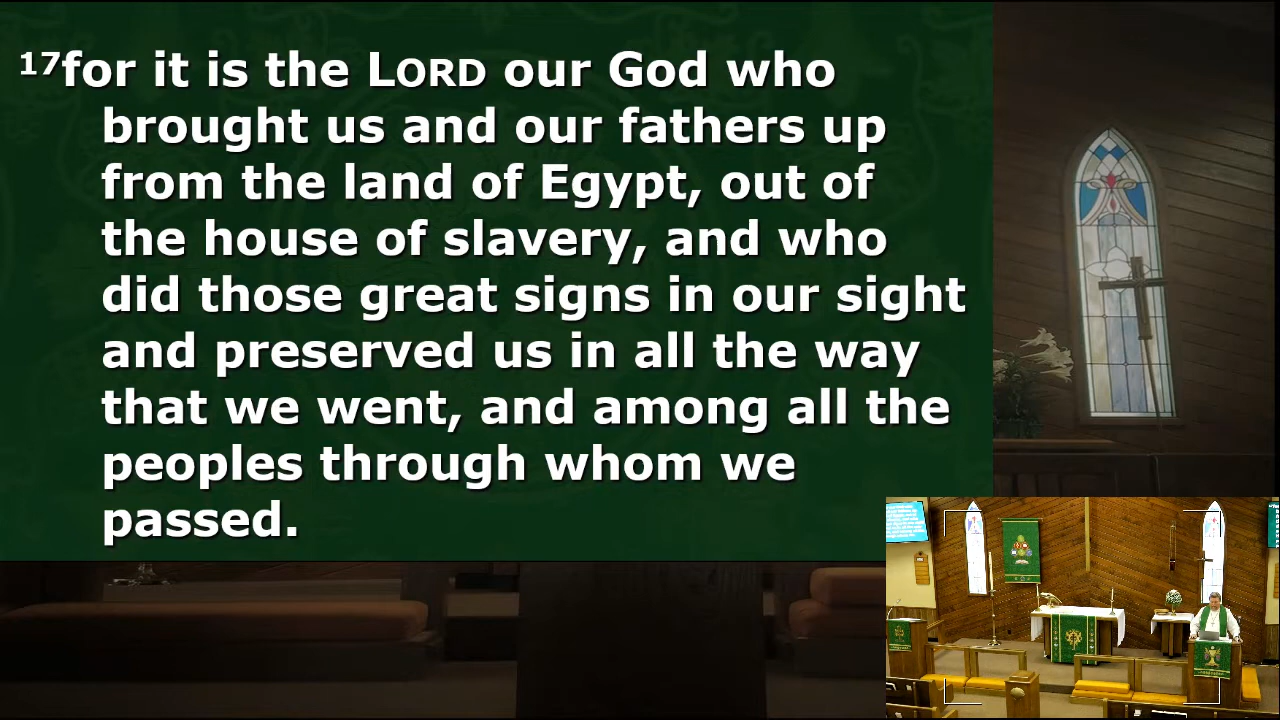 17for it is the LORD our God who
brought us and our fathers up
from the land of Egypt, out of
the house of slavery, and who
did those great signs in our sight
and preserved us in all the way
that we went, and among all the
peoples through whom we
passed.